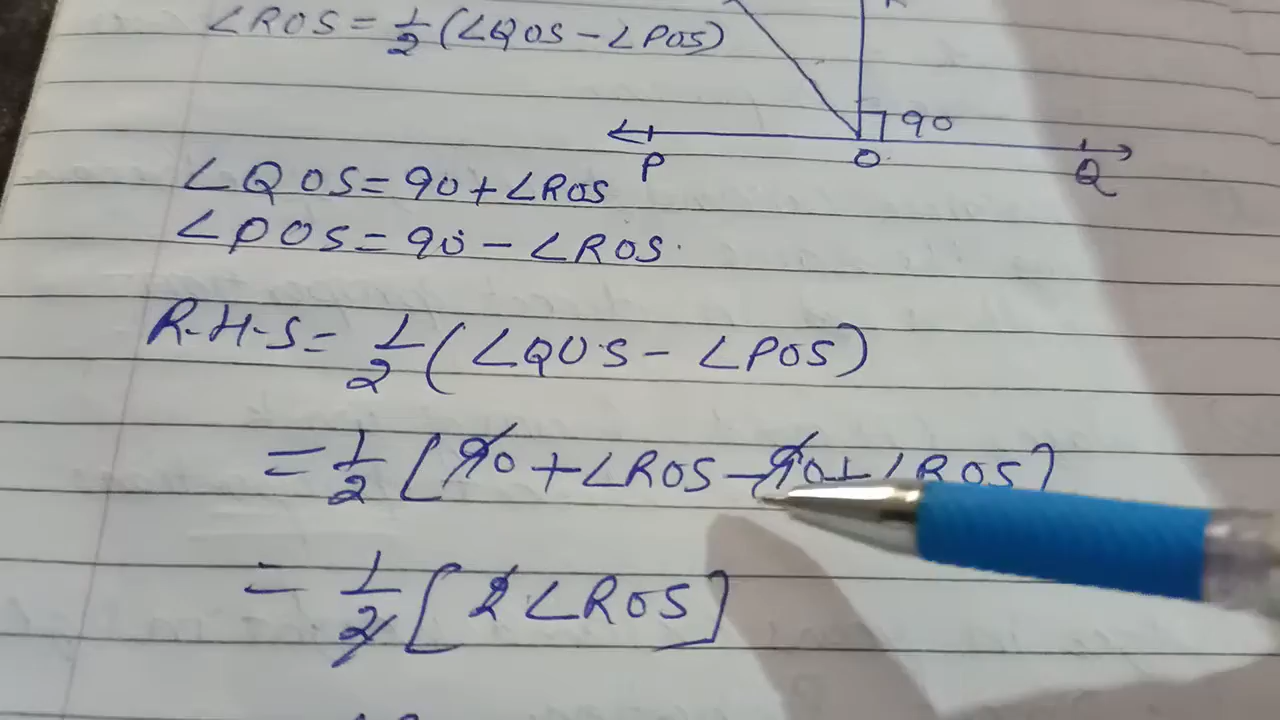 ∠ROS = 1/2 (∠QOS - ∠POS)
90
P O Q
∠QOS = 90 + ∠ROS
∠POS = 90 - ∠ROS
R.H.S = 1/2 (∠QOS - ∠POS)
= 1/2 [90 + ∠ROS - 90 + ∠ROS]
= 1/2 [2∠ROS]